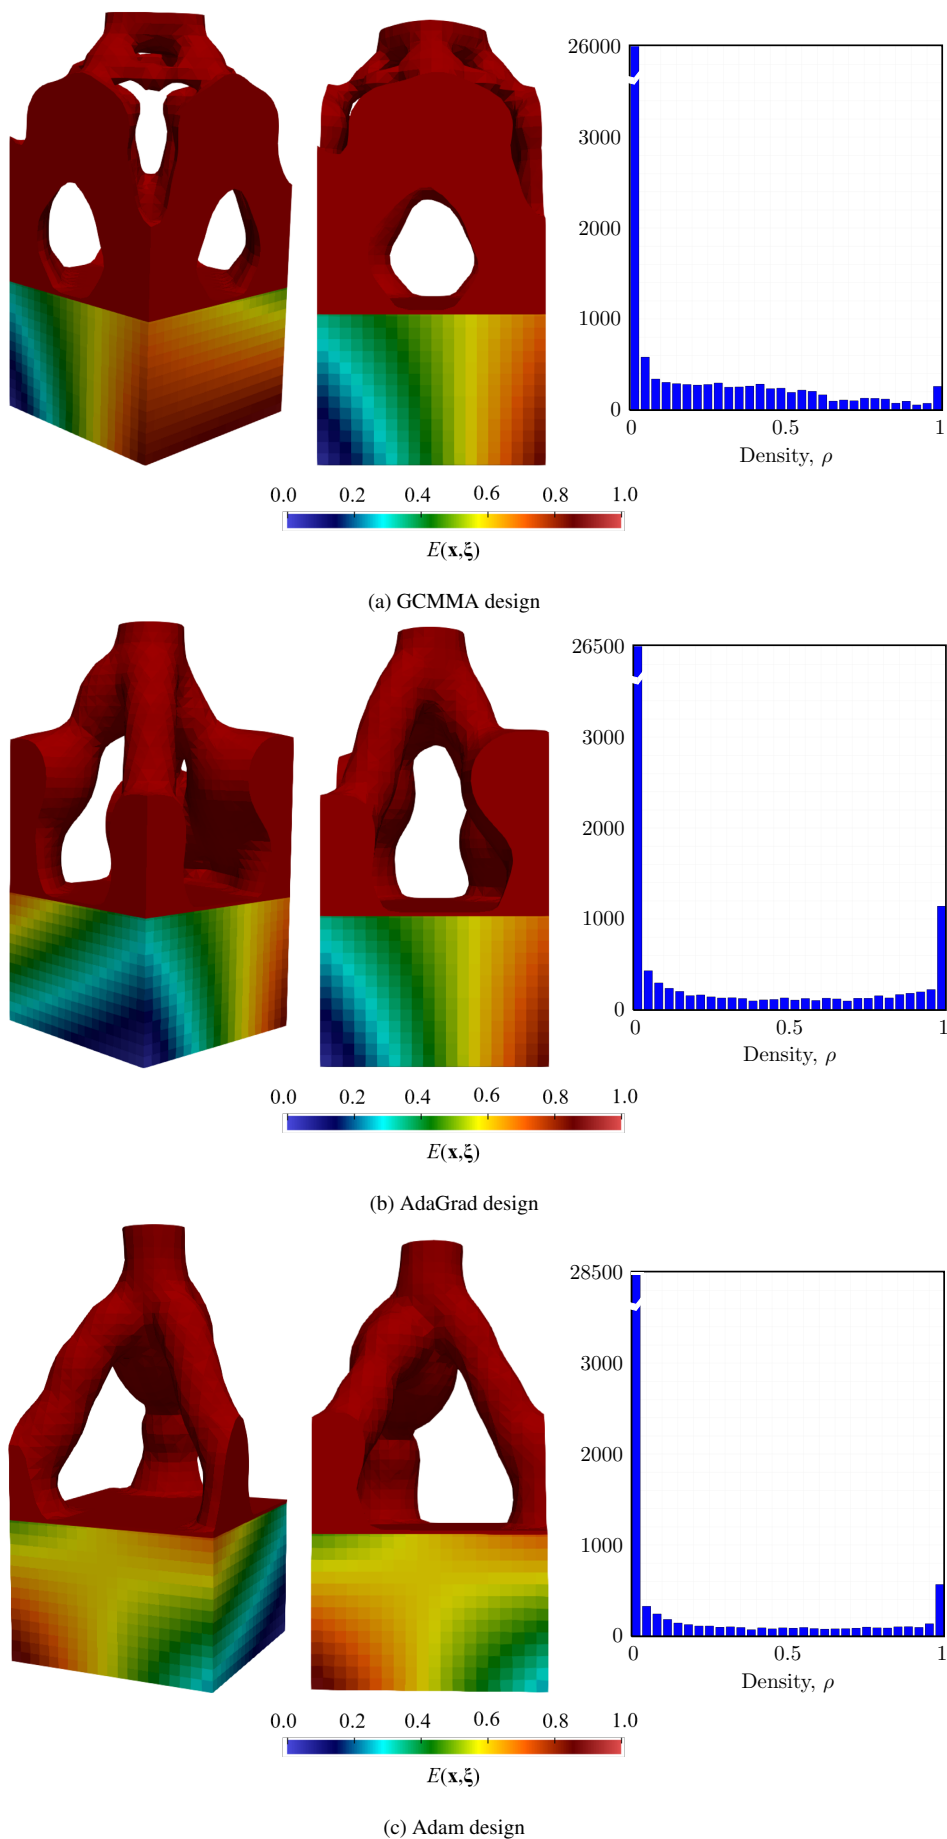 26000
3000
2000
1000
0
0 0.5 1
Density, ρ
0.0 0.2 0.4 0.6 0.8 1.0
E(x,ξ)
(a) GCMMA design
26500
3000
2000
1000
0
0 0.5 1
Density, ρ
0.0 0.2 0.4 0.6 0.8 1.0
E(x,ξ)
(b) AdaGrad design
28500
3000
2000
1000
0
0 0.5 1
Density, ρ
0.0 0.2 0.4 0.6 0.8 1.0
E(x,ξ)
(c) Adam design